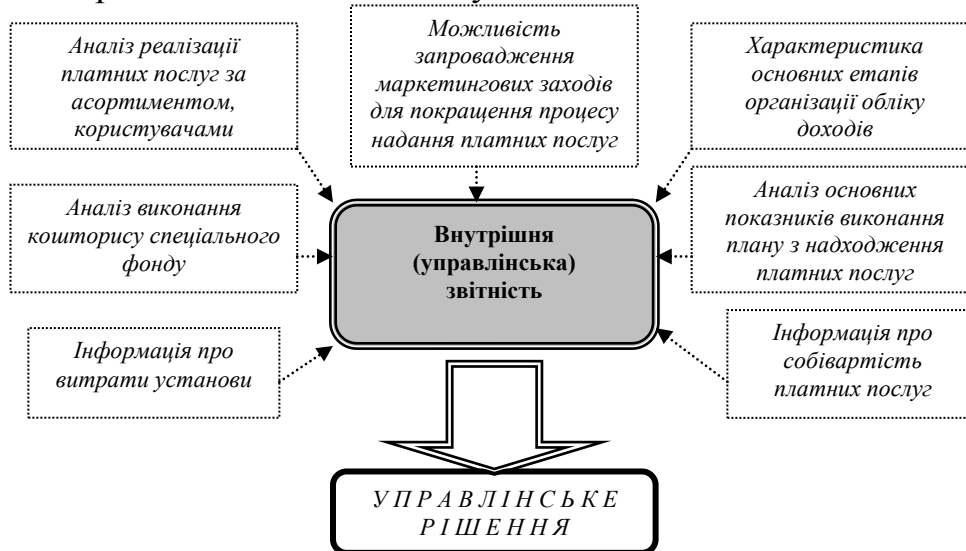 Аналіз реалізації
платних послуг за
асортиментом,
користувачами
Можливість
запровадження
маркетингових заходів
для покращення процесу
надання платних послуг
Характеристика
основних етапів
організації обліку
доходів
Аналіз виконання
кошторису спеціального
фонду
Внутрішня
(управлінська)
звітність
Аналіз основних
показників виконання
плану з надходження
платних послуг
Інформація про
витрати установи
Інформація про
собівартість
платних послуг
У П Р А В Л І Н С Ь К Е
Р І Ш Е Н Н Я